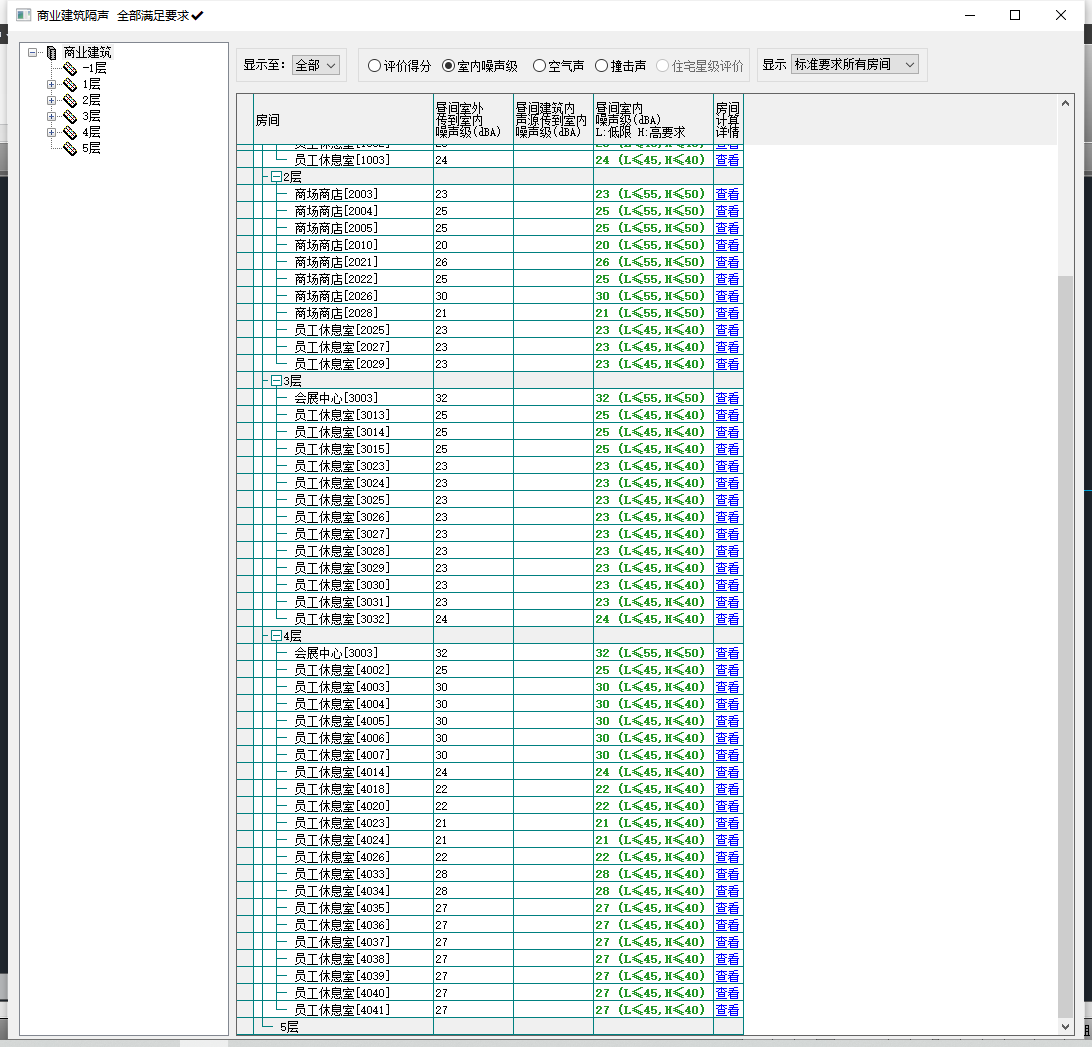 商业建筑隔声 全部满足要求✔
商业建筑
-1层
1层
2层
3层
4层
5层
显示至: 全部
评价得分 室内噪声级 空气声 撞击声 住宅星级评价
显示 标准要求所有房间
房间
昼间室外
传到室内
噪声级(dBA)
昼间建筑内
声源传到室内
噪声级(dBA)
昼间室内
噪声级(dBA)
L:低限 H:高要求
房间
计算
详情
员工休息室[1003] 24 24 (L≤45,H≤40) 查看
2层
商场商店[2003] 23 23 (L≤55,H≤50) 查看
商场商店[2004] 25 25 (L≤55,H≤50) 查看
商场商店[2005] 25 25 (L≤55,H≤50) 查看
商场商店[2010] 20 20 (L≤55,H≤50) 查看
商场商店[2021] 26 26 (L≤55,H≤50) 查看
商场商店[2022] 25 25 (L≤55,H≤50) 查看
商场商店[2026] 30 30 (L≤55,H≤50) 查看
商场商店[2028] 21 21 (L≤55,H≤50) 查看
员工休息室[2025] 23 23 (L≤45,H≤40) 查看
员工休息室[2027] 23 23 (L≤45,H≤40) 查看
员工休息室[2029] 23 23 (L≤45,H≤40) 查看
3层
会展中心[3003] 32 32 (L≤55,H≤50) 查看
员工休息室[3013] 25 25 (L≤45,H≤40) 查看
员工休息室[3014] 25 25 (L≤45,H≤40) 查看
员工休息室[3015] 25 25 (L≤45,H≤40) 查看
员工休息室[3023] 23 23 (L≤45,H≤40) 查看
员工休息室[3024] 23 23 (L≤45,H≤40) 查看
员工休息室[3025] 23 23 (L≤45,H≤40) 查看
员工休息室[3026] 23 23 (L≤45,H≤40) 查看
员工休息室[3027] 23 23 (L≤45,H≤40) 查看
员工休息室[3028] 23 23 (L≤45,H≤40) 查看
员工休息室[3029] 23 23 (L≤45,H≤40) 查看
员工休息室[3030] 23 23 (L≤45,H≤40) 查看
员工休息室[3031] 23 23 (L≤45,H≤40) 查看
员工休息室[3032] 24 24 (L≤45,H≤40) 查看
4层
会展中心[3003] 32 32 (L≤55,H≤50) 查看
员工休息室[4002] 25 25 (L≤45,H≤40) 查看
员工休息室[4003] 30 30 (L≤45,H≤40) 查看
员工休息室[4004] 30 30 (L≤45,H≤40) 查看
员工休息室[4005] 30 30 (L≤45,H≤40) 查看
员工休息室[4006] 30 30 (L≤45,H≤40) 查看
员工休息室[4007] 30 30 (L≤45,H≤40) 查看
员工休息室[4014] 24 24 (L≤45,H≤40) 查看
员工休息室[4018] 22 22 (L≤45,H≤40) 查看
员工休息室[4020] 22 22 (L≤45,H≤40) 查看
员工休息室[4023] 21 21 (L≤45,H≤40) 查看
员工休息室[4024] 21 21 (L≤45,H≤40) 查看
员工休息室[4026] 22 22 (L≤45,H≤40) 查看
员工休息室[4033] 28 28 (L≤45,H≤40) 查看
员工休息室[4034] 28 28 (L≤45,H≤40) 查看
员工休息室[4035] 27 27 (L≤45,H≤40) 查看
员工休息室[4036] 27 27 (L≤45,H≤40) 查看
员工休息室[4037] 27 27 (L≤45,H≤40) 查看
员工休息室[4038] 27 27 (L≤45,H≤40) 查看
员工休息室[4039] 27 27 (L≤45,H≤40) 查看
员工休息室[4040] 27 27 (L≤45,H≤40) 查看
员工休息室[4041] 27 27 (L≤45,H≤40) 查看
5层